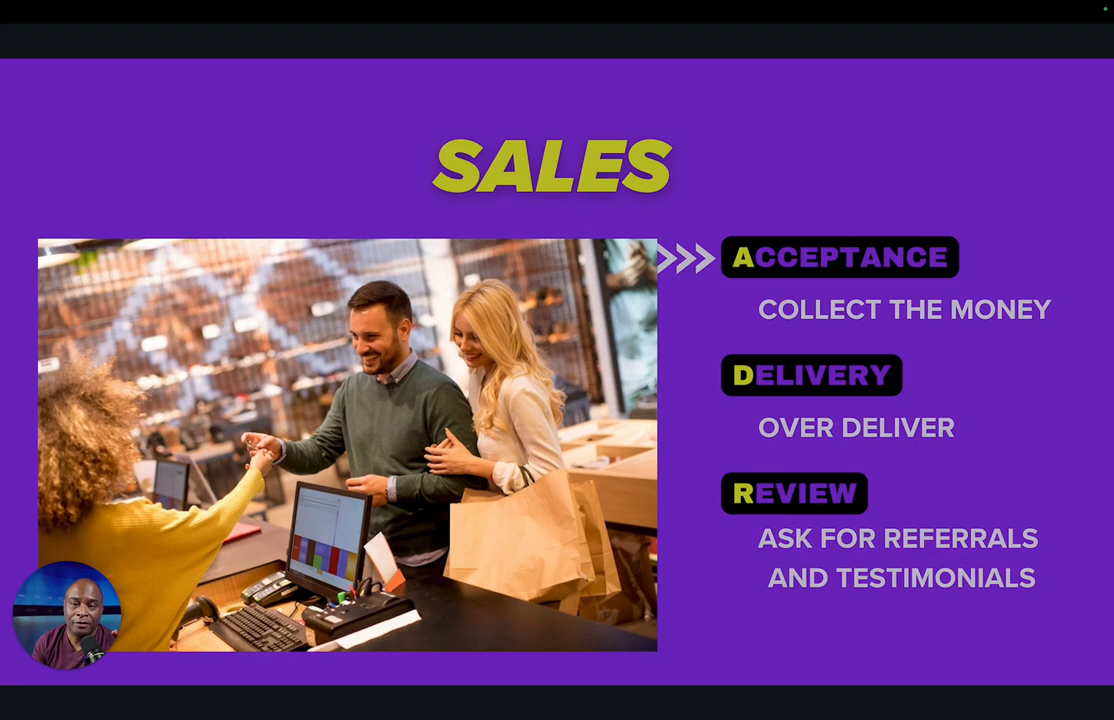 SALES
ACCEPTANCE
COLLECT THE MONEY
DELIVERY
OVER DELIVER
REVIEW
ASK FOR REFERRALS
AND TESTIMONIALS